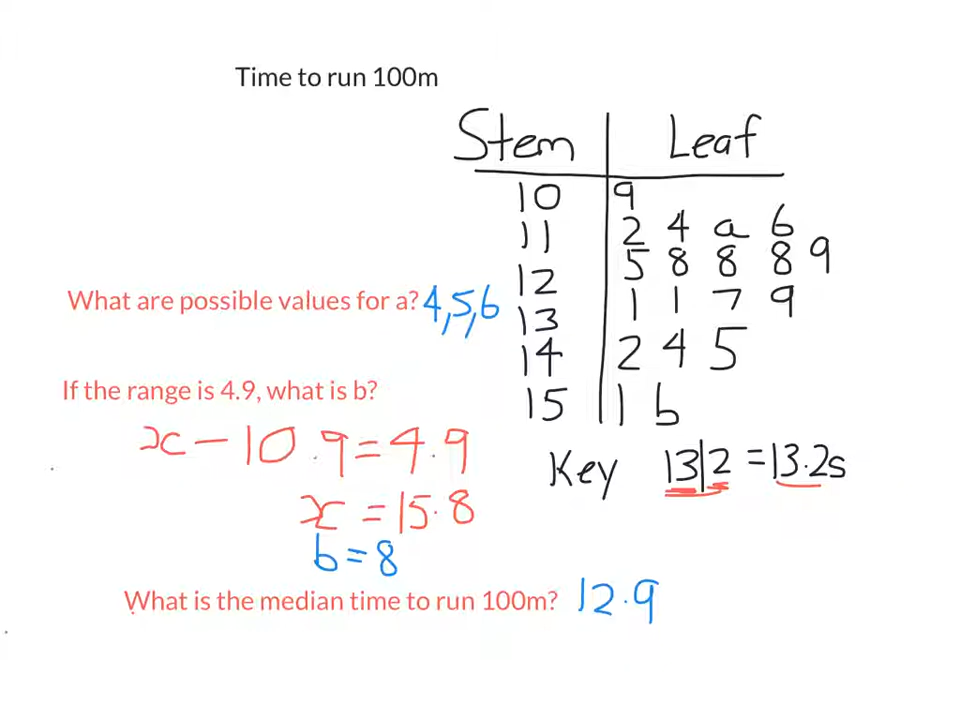 Time to run 100m
Stem | Leaf
10 | 9
11 | 2 4 a 6
12 | 5 8 8 8 9
13 | 1 1 7 9
14 | 2 4 5
15 | 1 b
Key 13|2 = 13.2s
What are possible values for a? 4,5,6
If the range is 4.9, what is b?
x - 10.9 = 4.9
x = 15.8
b = 8
What is the median time to run 100m? 12.9